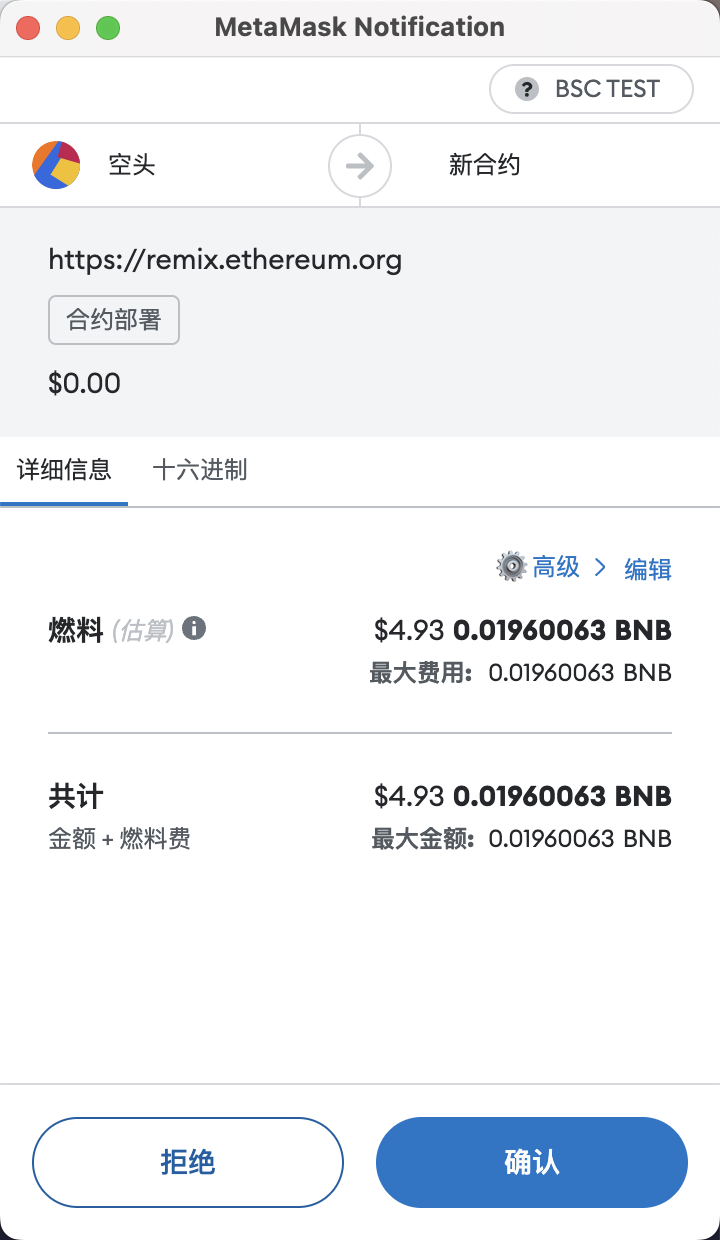 MetaMask Notification
? BSC TEST
空头 新合约
https://remix.ethereum.org
合约部署
$0.00
详细信息 十六进制
高级 > 编辑
燃料 (估算) $4.93 0.01960063 BNB
最大费用: 0.01960063 BNB
共计 $4.93 0.01960063 BNB
金额 + 燃料费 最大金额: 0.01960063 BNB
拒绝 确认